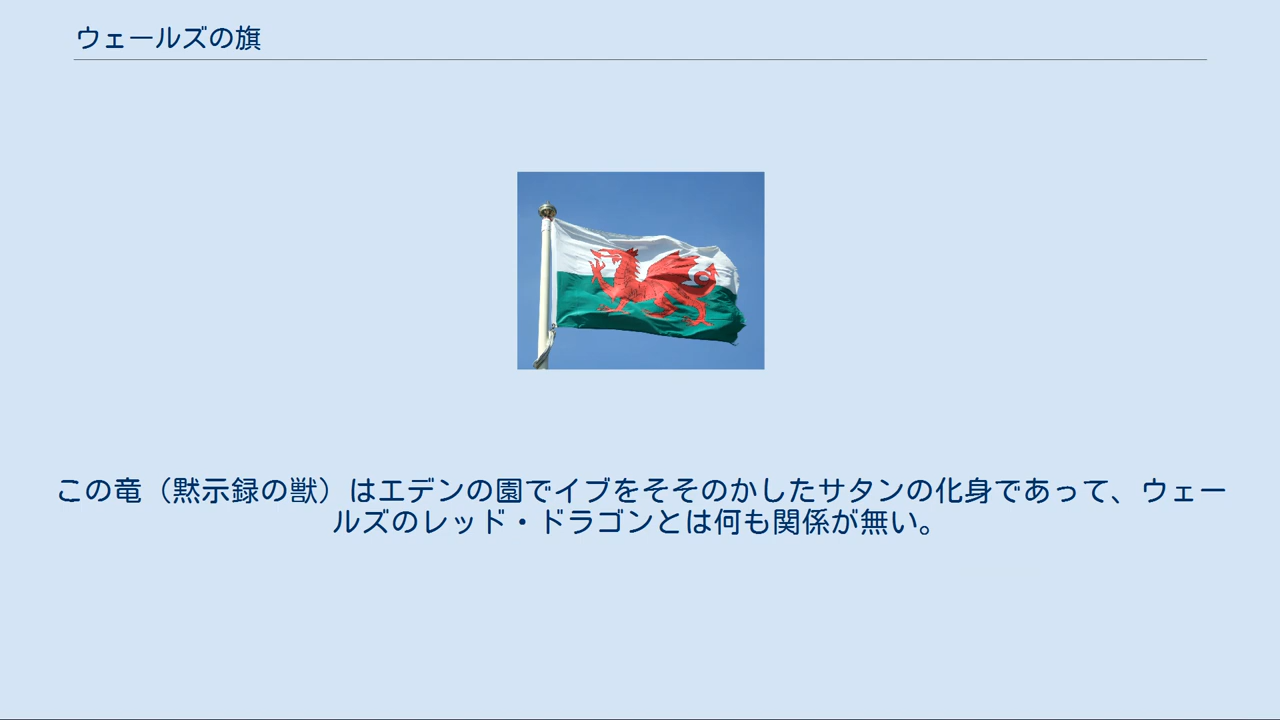 ウェールズの旗
この竜（黙示録の獣）はエデンの園でイブをそそのかしたサタンの化身であって、ウェー
ルズのレッド・ドラゴンとは何も関係が無い。